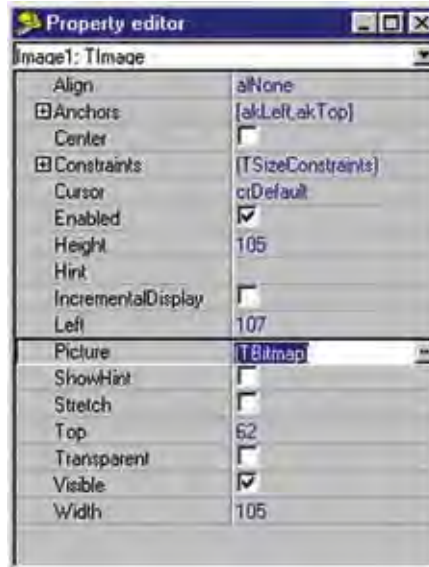 Property editor
Image1: TImage
Align alNone
Anchors [akLeft,akTop]
Center
Constraints (TSizeConstraints)
Cursor crDefault
Enabled
Height 105
Hint
IncrementalDisplay
Left 107
Picture (TBitmap)
ShowHint
Stretch
Top 62
Transparent
Visible
Width 105